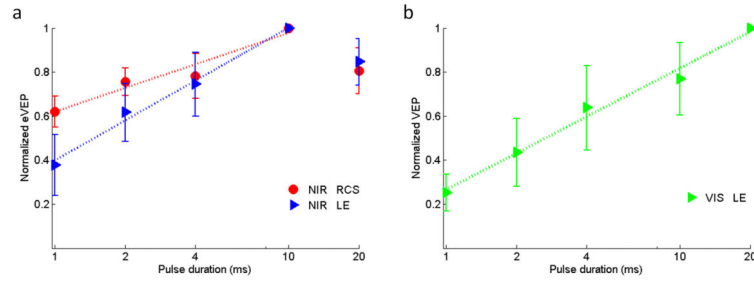 a
Normalized eVEP
1
0.8
0.6
0.4
0.2
1 2 4 10 20
Pulse duration (ms)
NIR RCS
NIR LE
b
Normalized VEP
1
0.8
0.6
0.4
0.2
1 2 4 10 20
Pulse duration (ms)
VIS LE